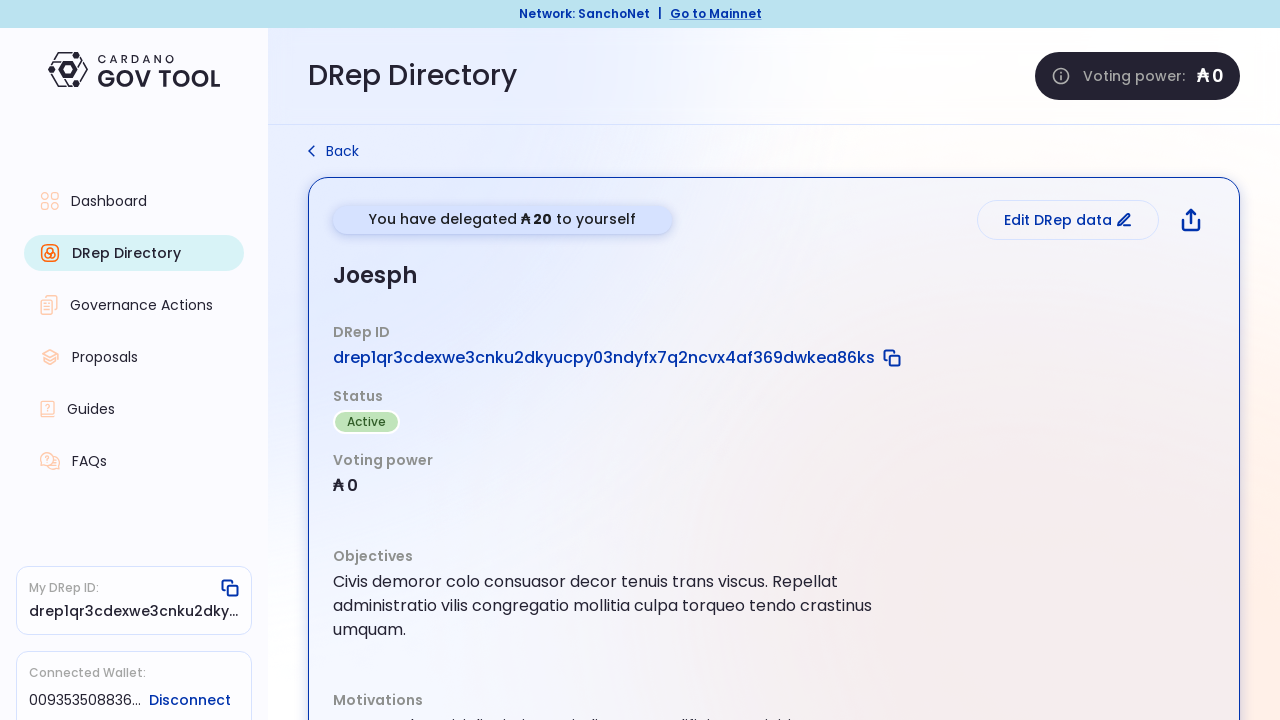 Network: SanchoNet | Go to Mainnet
CARDANO
GOV TOOL
DRep Directory
Voting power: ₳ 0
Back
Dashboard
DRep Directory
Governance Actions
Proposals
Guides
FAQs
You have delegated ₳ 20 to yourself
Edit DRep data
Joesph
DRep ID
drep1qr3cdexwe3cnku2dkyucpy03ndyfx7q2ncvx4af369dwkea86ks
Status
Active
Voting power
₳ 0
Objectives
Civis demoror colo consuasor decor tenuis trans viscus. Repellat
administratio vilis congregatio mollitia culpa torqueo tendo crastinus
umquam.
Motivations
My DRep ID:
drep1qr3cdexwe3cnku2dky...
Connected Wallet:
009353508836... Disconnect